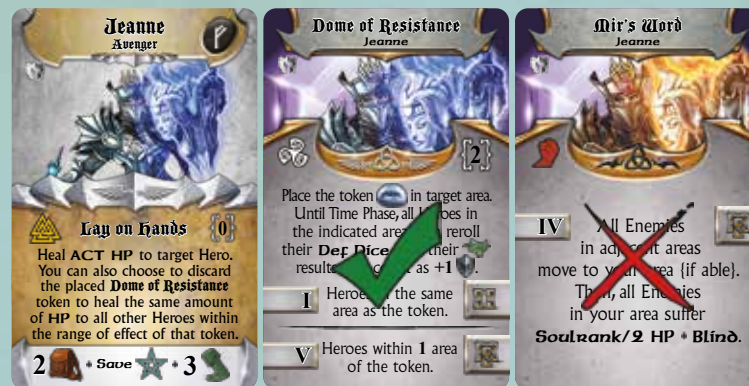 Jeanne
Avenger
Lay on Hands
0
Heal ACT HP to target Hero.
You can also choose to discard
the placed Dome of Resistance
token to heal the same amount
of HP to all other Heroes within
the range of effect of that token.
2 + Save + 3
Dome of Resistance
Jeanne
2
Place the token in target area.
Until Time Phase, all Heroes in
the indicated area reroll
their Def Dice their
results as +1
I
Heroes the same
area as the token.
V
Heroes within 1 area
of the token.
Mir's Word
Jeanne
IV
All Enemies
in adjacent areas
move to your area {if able}.
Then, all Enemies
in your area suffer
Soulrank/2 HP + Blind.